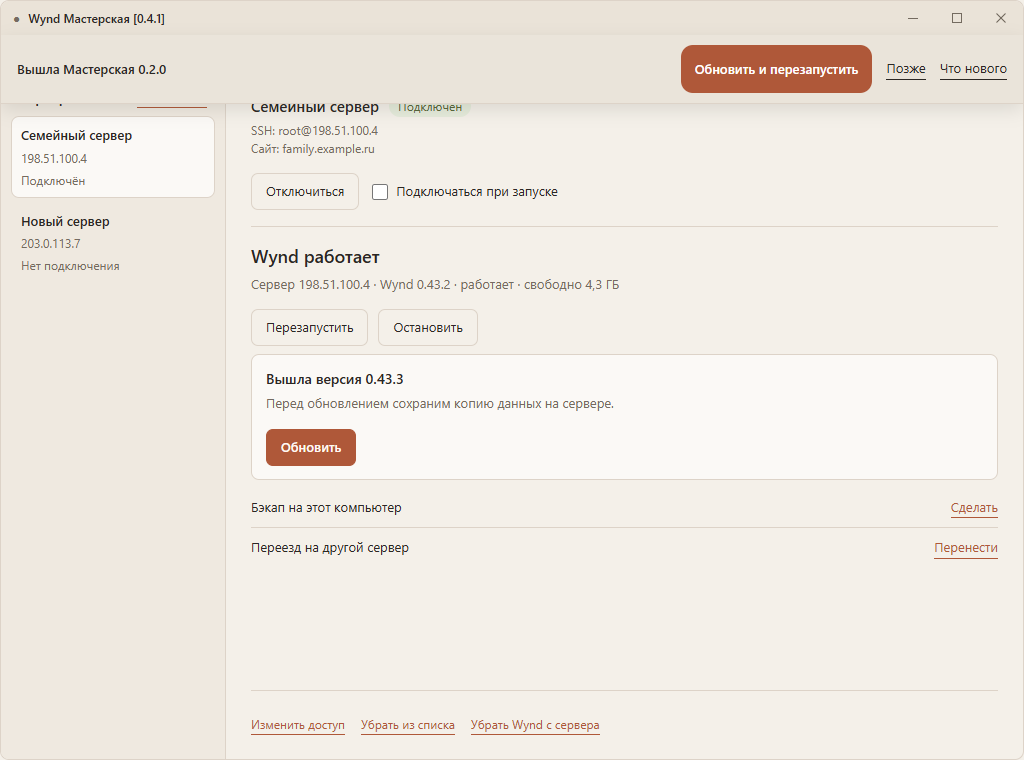 Wynd Мастерская [0.4.1]
Вышла Мастерская 0.2.0
Обновить и перезапустить
Позже
Что нового
Семейный сервер
198.51.100.4
Подключён
Новый сервер
203.0.113.7
Нет подключения
Семейный сервер
Подключён
SSH: root@198.51.100.4
Сайт: family.example.ru
Отключиться
Подключаться при запуске
Wynd работает
Сервер 198.51.100.4 · Wynd 0.43.2 · работает · свободно 4,3 ГБ
Перезапустить
Остановить
Вышла версия 0.43.3
Перед обновлением сохраним копию данных на сервере.
Обновить
Бэкап на этот компьютер
Сделать
Переезд на другой сервер
Перенести
Изменить доступ
Убрать из списка
Убрать Wynd с сервера